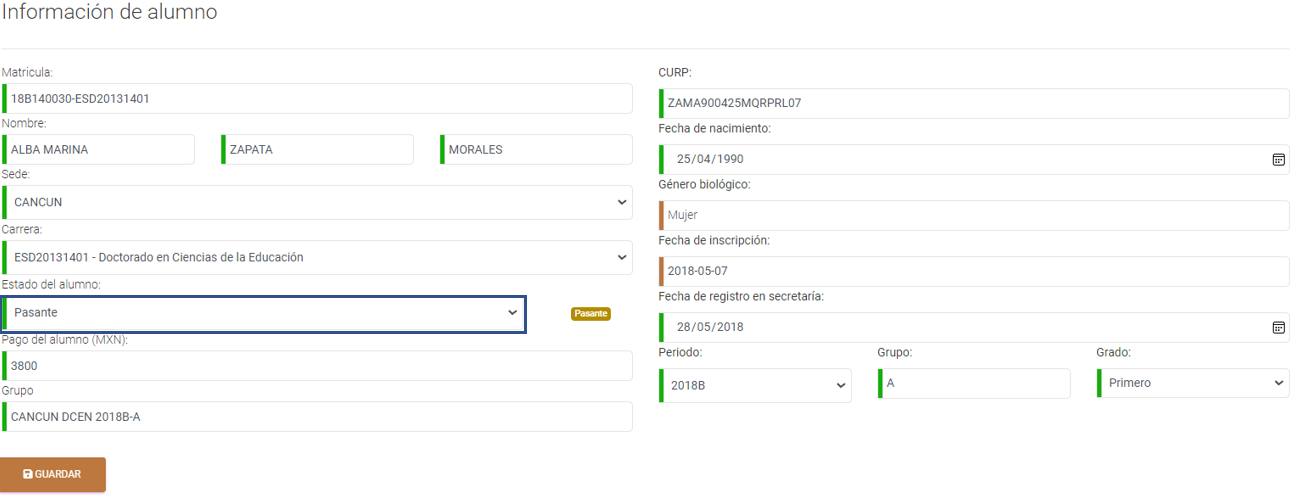 Información de alumno
Matricula:
18B140030-ESD20131401
Nombre:
ALBA MARINA ZAPATA MORALES
Sede:
CANCUN
Carrera:
ESD20131401 - Doctorado en Ciencias de la Educación
Estado del alumno:
Pasante Pasante
Pago del alumno (MXN):
3800
Grupo
CANCUN DCEN 2018B-A
GUARDAR
CURP:
ZAMA900425MQRPRL07
Fecha de nacimiento:
25/04/1990
Género biológico:
Mujer
Fecha de inscripción:
2018-05-07
Fecha de registro en secretaría:
28/05/2018
Periodo: Grupo: Grado:
2018B A Primero